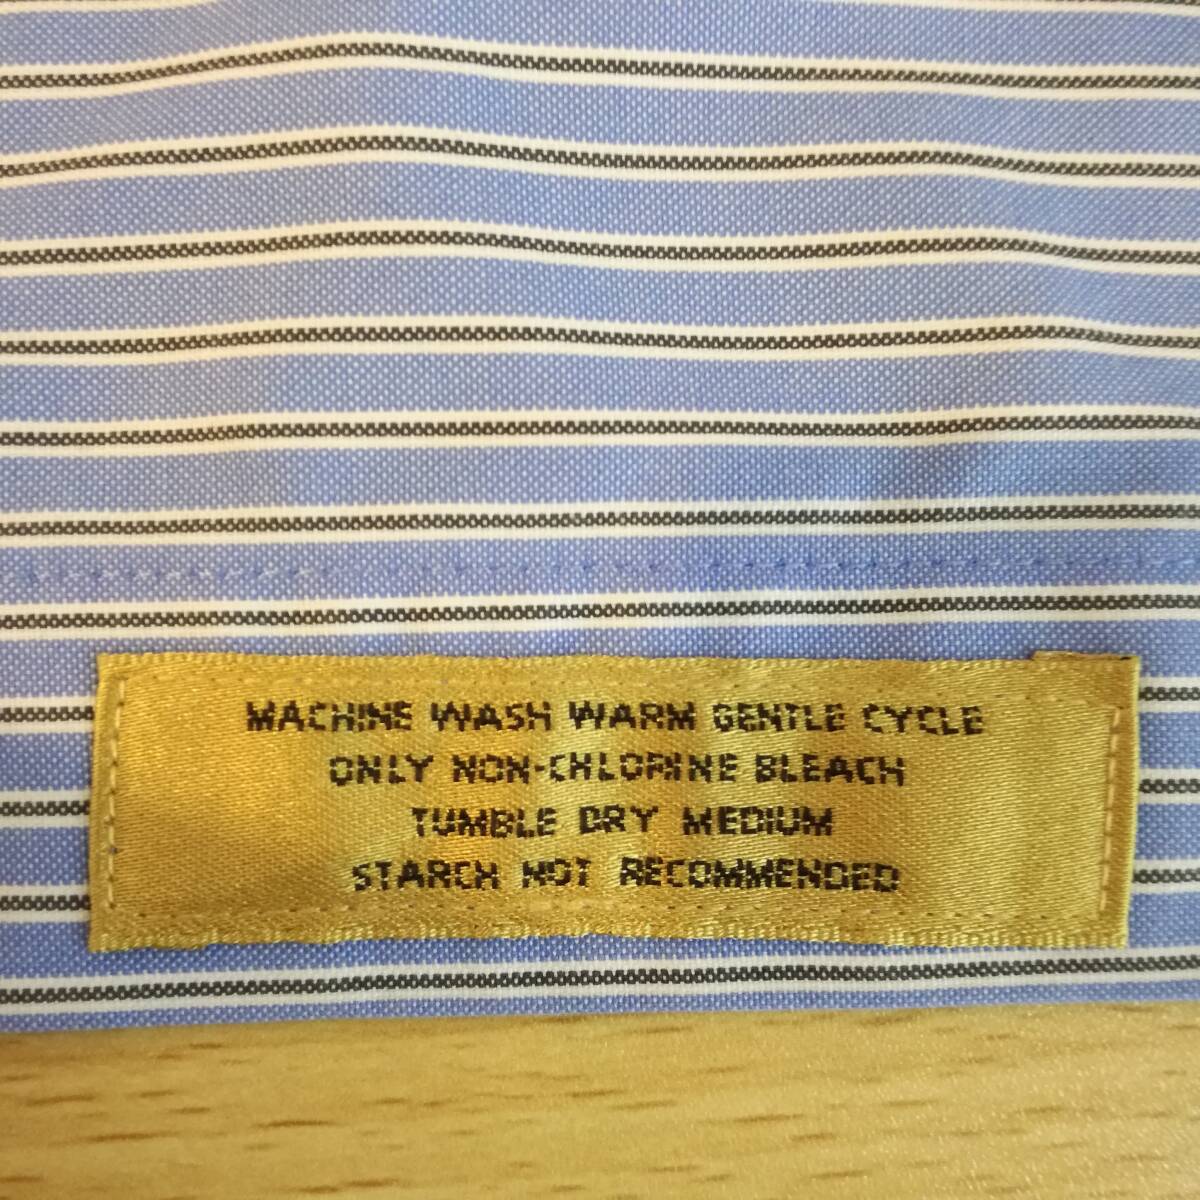 MACHINE WASH WARM GENTLE CYCLE
ONLY NON-CHLORINE BLEACH
TUMBLE DRY MEDIUM
STARCH NOT RECOMMENDED